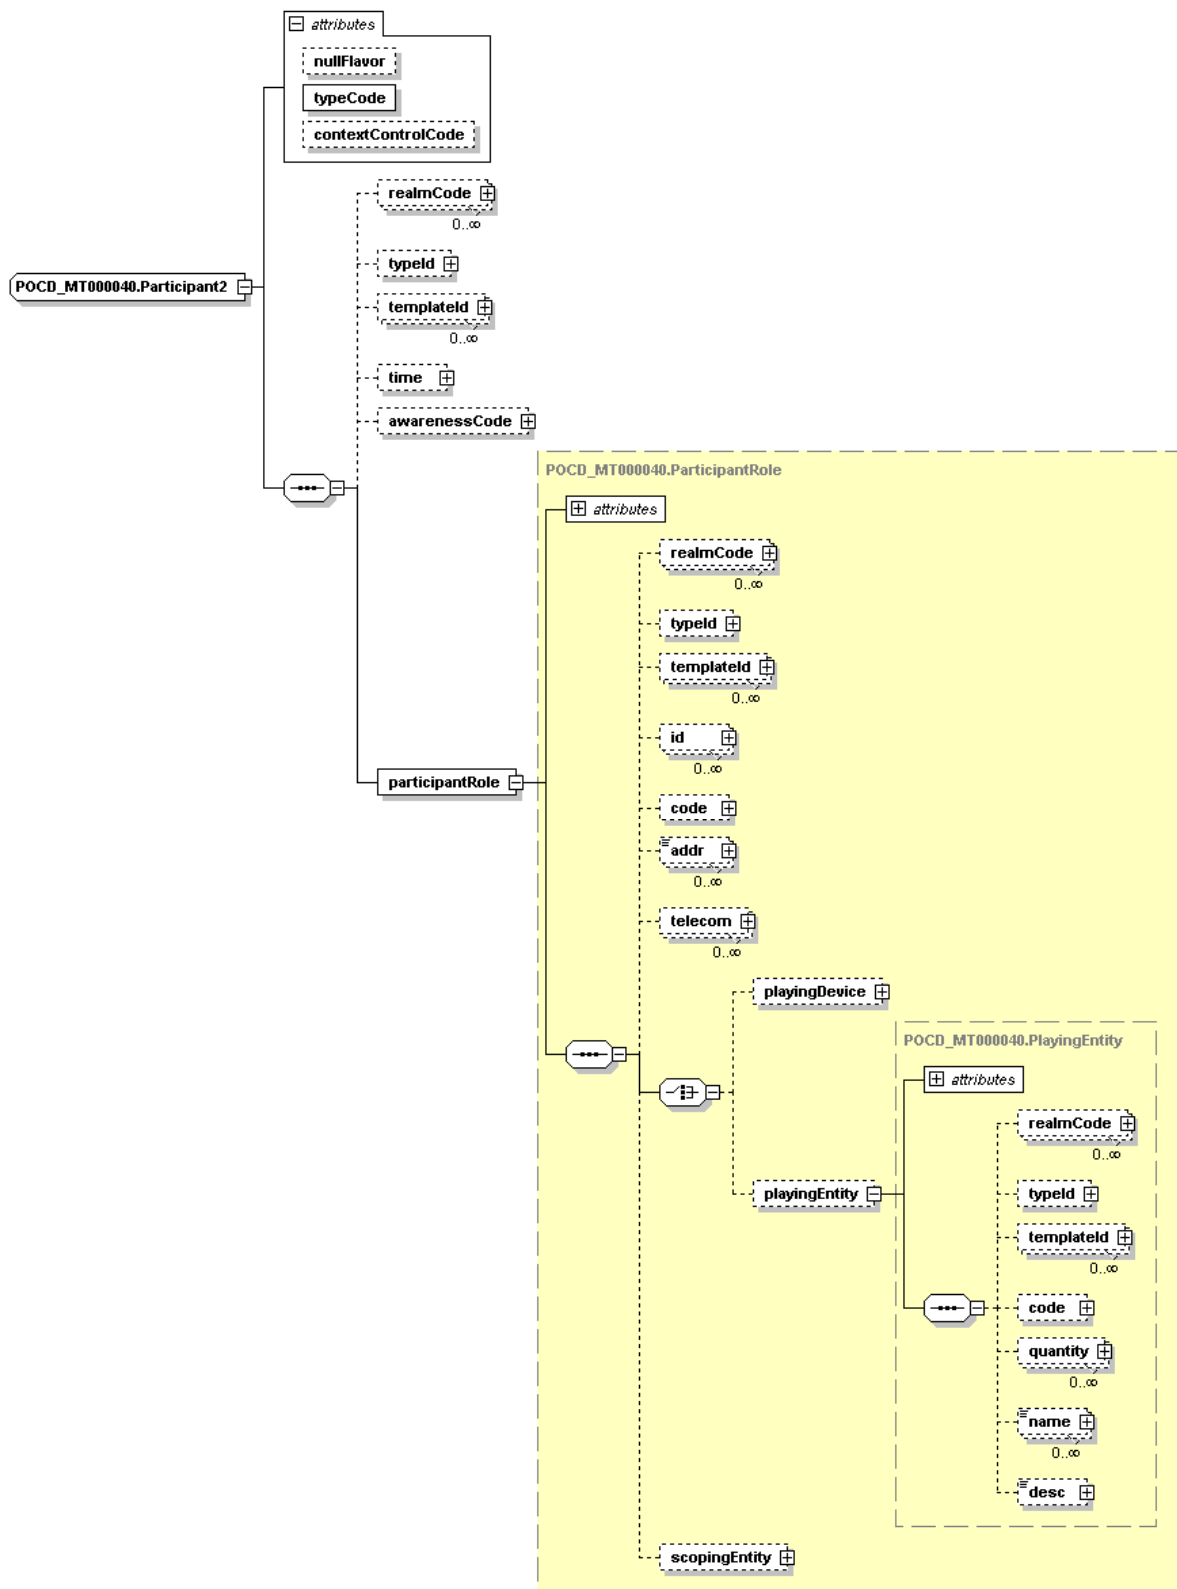 attributes
nullFlavor
typeCode
contextControlCode
realmCode
0..∞
typeId
POCD_MT000040.Participant2
templateId
0..∞
time
awarenessCode
POCD_MT000040.ParticipantRole
attributes
realmCode
0..∞
typeId
templateId
0..∞
id
0..∞
participantRole
code
addr
0..∞
telecom
0..∞
playingDevice
POCD_MT000040.PlayingEntity
attributes
realmCode
0..∞
playingEntity
typeId
templateId
0..∞
code
quantity
0..∞
name
0..∞
desc
scopingEntity